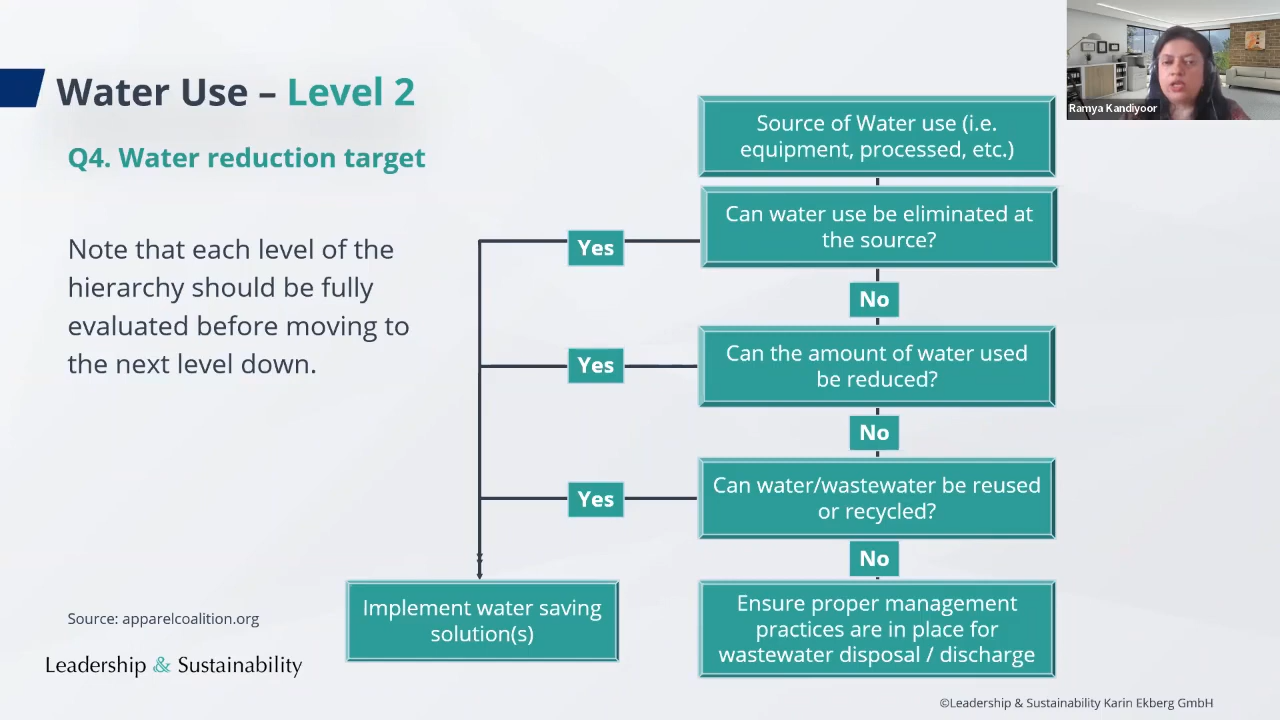 Water Use – Level 2
Q4. Water reduction target
Note that each level of the
hierarchy should be fully
evaluated before moving to
the next level down.
Source of Water use (i.e.
equipment, processed, etc.)
Can water use be eliminated at
the source?
Yes
No
Can the amount of water used
be reduced?
Yes
No
Can water/wastewater be reused
or recycled?
Yes
No
Implement water saving
solution(s)
Ensure proper management
practices are in place for
wastewater disposal / discharge
Source: apparelcoalition.org
Leadership & Sustainability
©Leadership & Sustainability Karin Ekberg GmbH
Ramya Kandiyoor